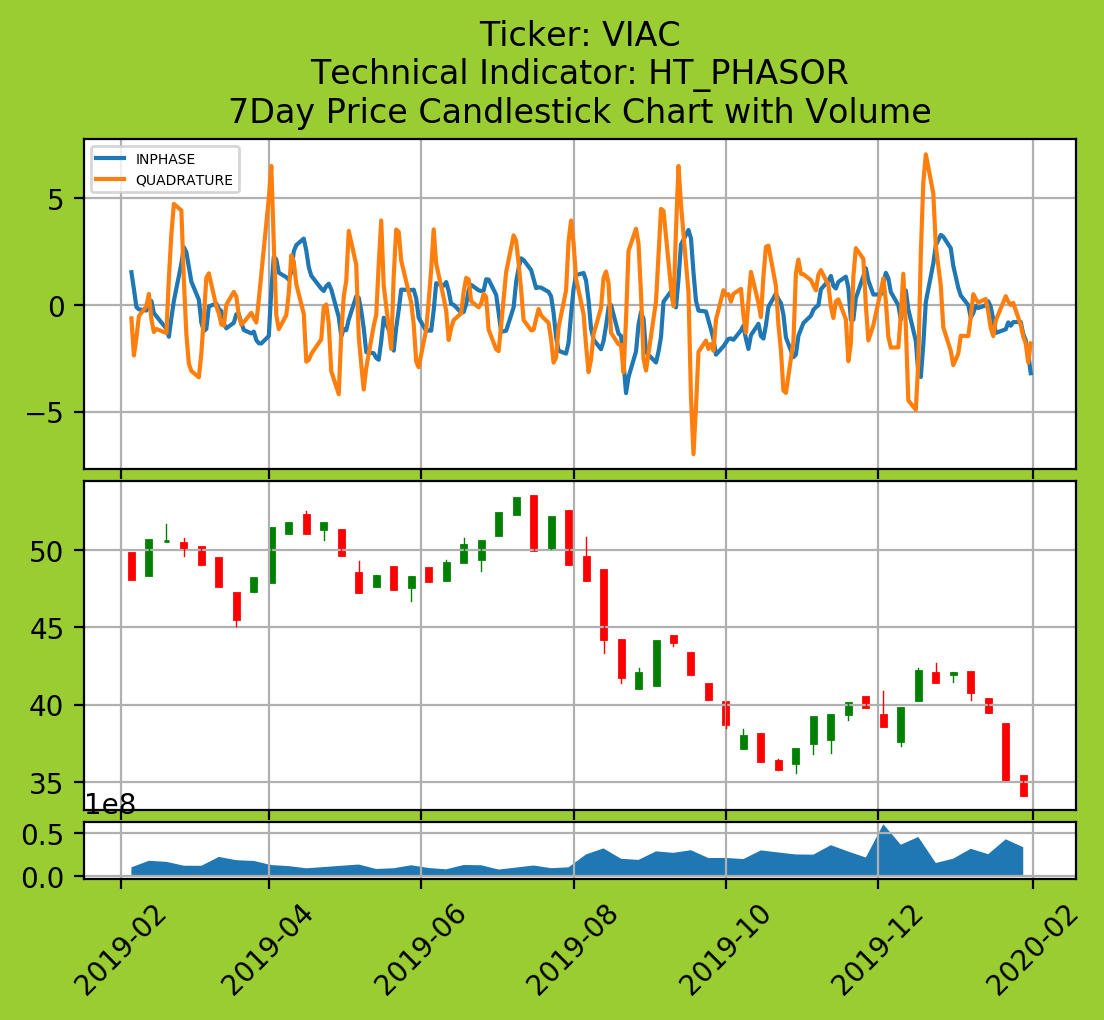 Ticker: VIAC
Technical Indicator: HT_PHASOR
7Day Price Candlestick Chart with Volume
INPHASE
QUADRATURE
5
0
−5
50
45
40
35
1e8
0.5
0.0
2019-02
2019-04
2019-06
2019-08
2019-10
2019-12
2020-02